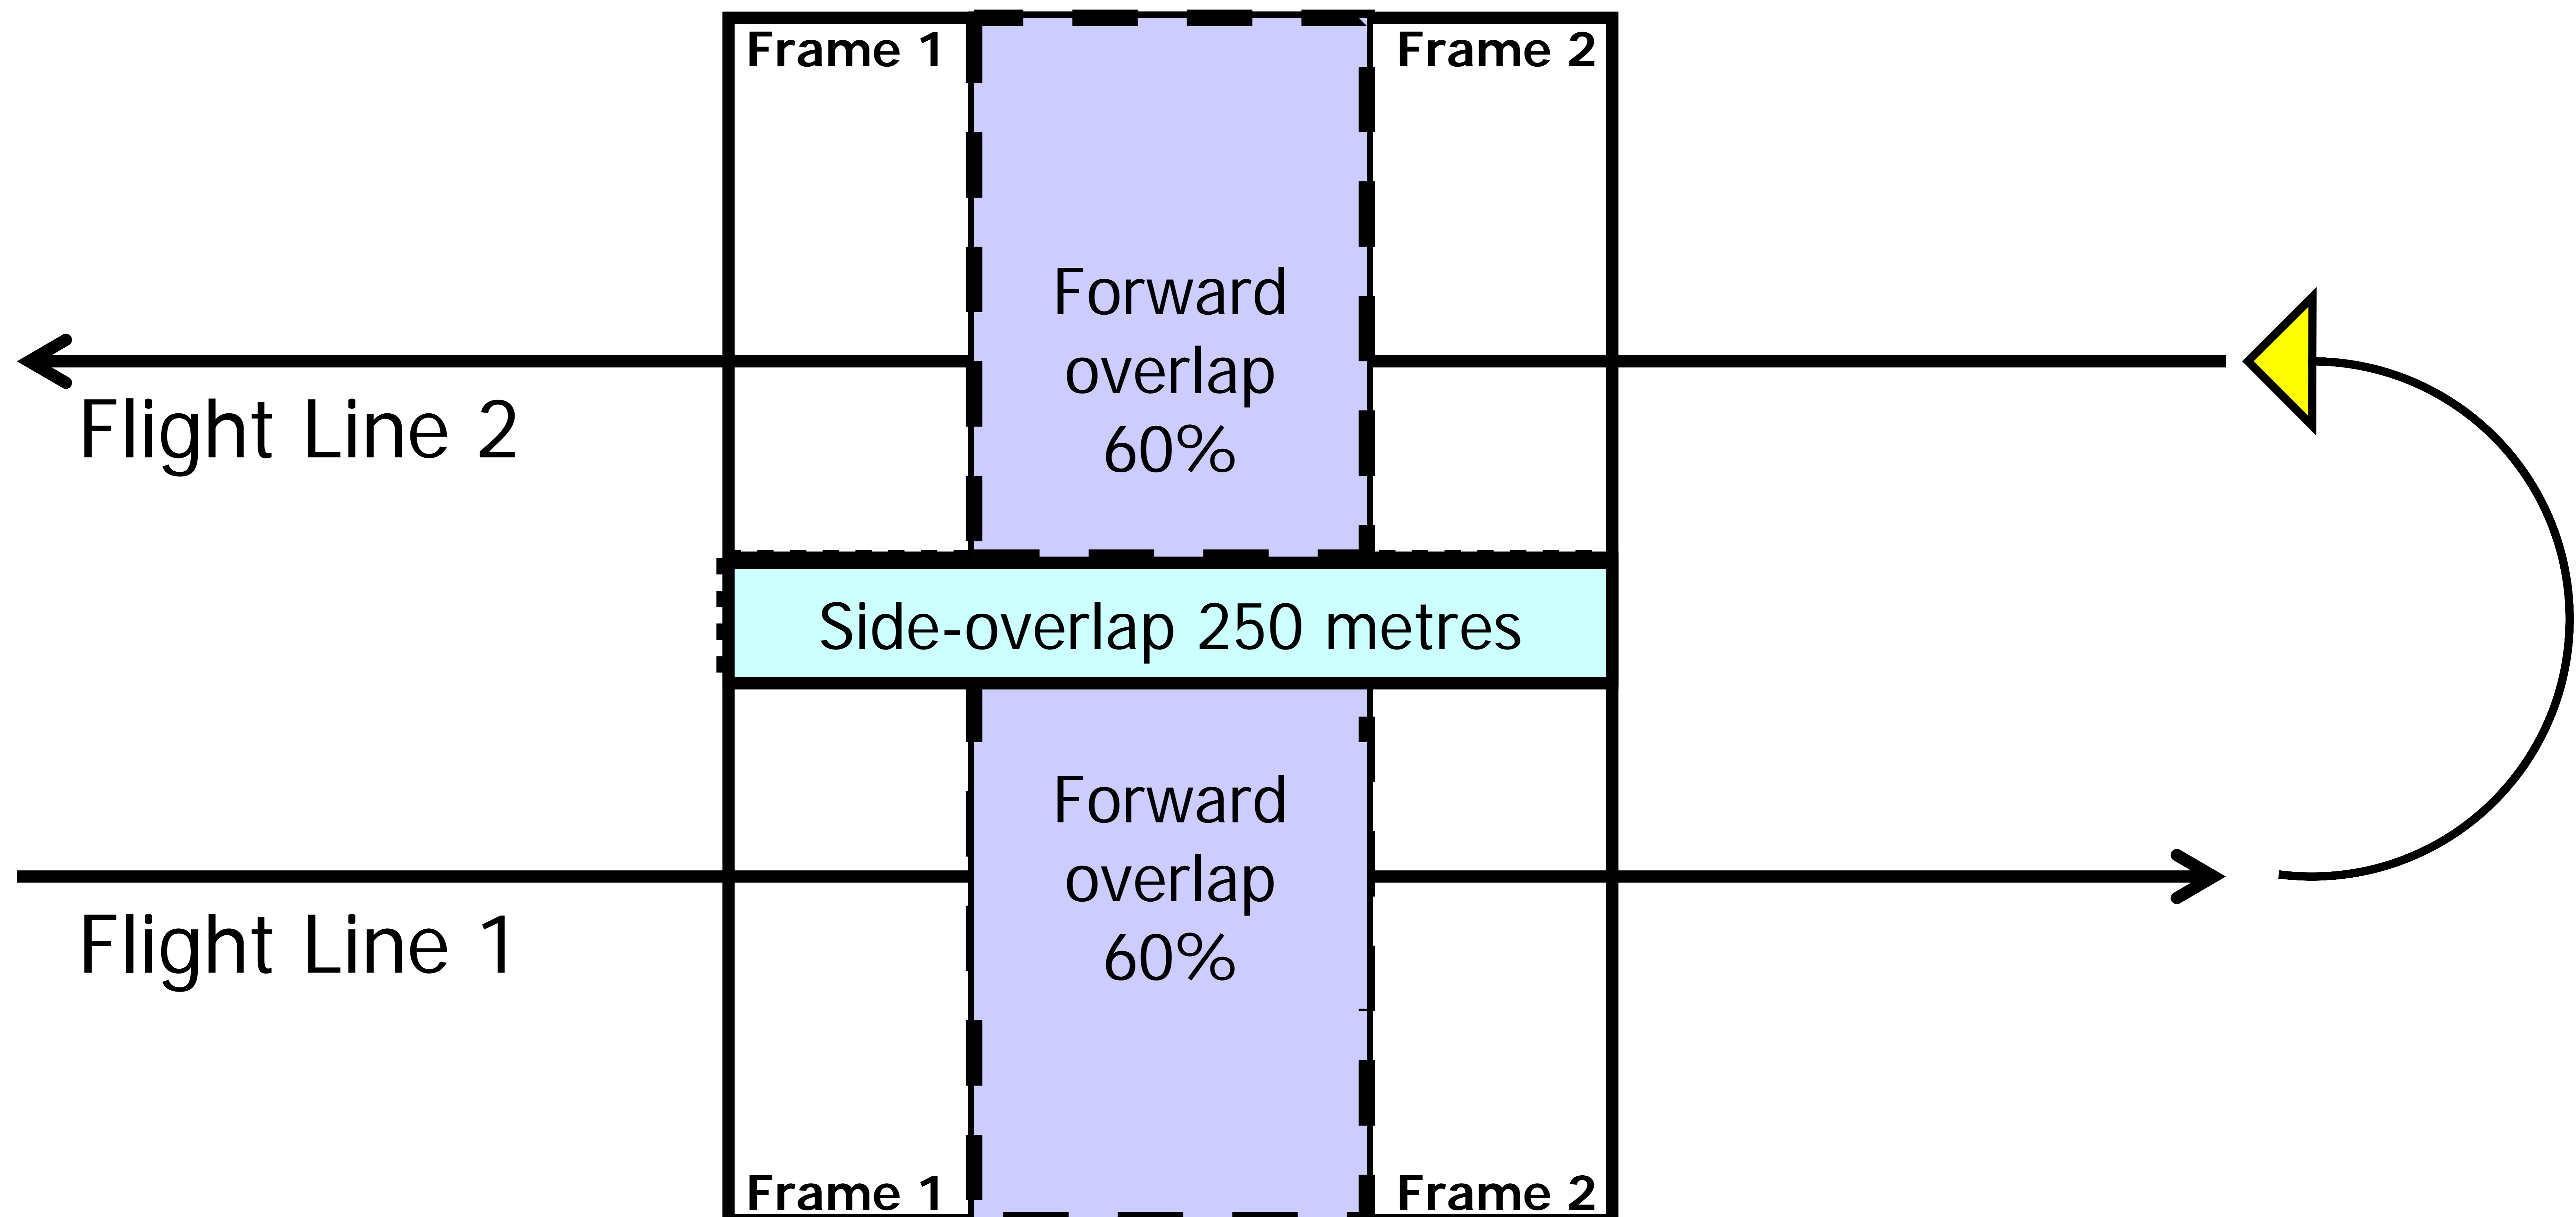 Frame 1
Frame 2
Forward
overlap
60%
Flight Line 2
Side-overlap 250 metres
Forward
overlap
60%
Flight Line 1
Frame 1
Frame 2